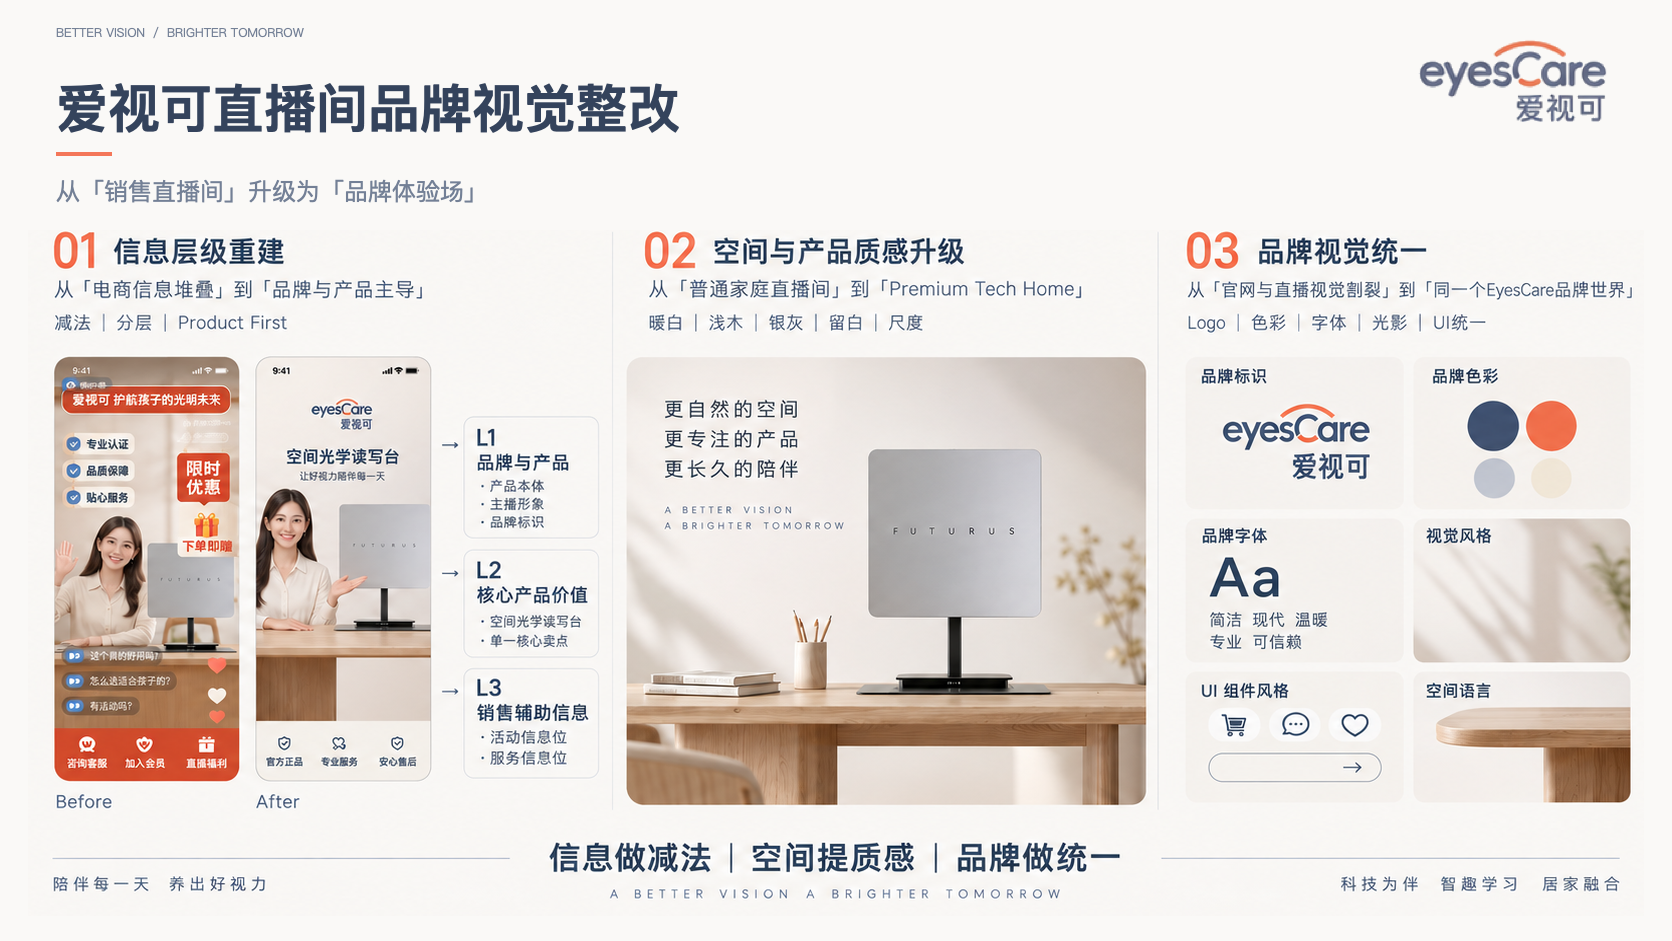 BETTER VISION / BRIGHTER TOMORROW
eyesCare
爱视可
爱视可直播间品牌视觉整改
从「销售直播间」升级为「品牌体验场」
01 信息层级重建
从「电商信息堆叠」到「品牌与产品主导」
减法 | 分层 | Product First
9:41
爱视可 护航孩子的光明未来
专业认证
品质保障
贴心服务
限时
优惠
下单即赠
FUTURUS
这个真的好用吗?
怎么选适合孩子的?
有活动吗?
咨询客服
加入会员
直播福利
Before
9:41
eyesCare
爱视可
空间光学读写台
让好视力陪伴每一天
FUTURUS
官方正品
专业服务
安心售后
After
→ L1
品牌与产品
· 产品本体
· 主播形象
· 品牌标识
→ L2
核心产品价值
· 空间光学读写台
· 单一核心卖点
→ L3
销售辅助信息
· 活动信息位
· 服务信息位
02 空间与产品质感升级
从「普通家庭直播间」到「Premium Tech Home」
暖白 | 浅木 | 银灰 | 留白 | 尺度
更自然的空间
更专注的产品
更长久的陪伴
A BETTER VISION
A BRIGHTER TOMORROW
FUTURUS
03 品牌视觉统一
从「官网与直播视觉割裂」到「同一个EyesCare品牌世界」
Logo | 色彩 | 字体 | 光影 | UI统一
品牌标识
eyesCare
爱视可
品牌色彩
品牌字体
Aa
简洁 现代 温暖
专业 可信赖
视觉风格
UI 组件风格
空间语言
信息做减法 | 空间提质感 | 品牌做统一
A BETTER VISION A BRIGHTER TOMORROW
陪伴每一天 养出好视力
科技为伴 智趣学习 居家融合